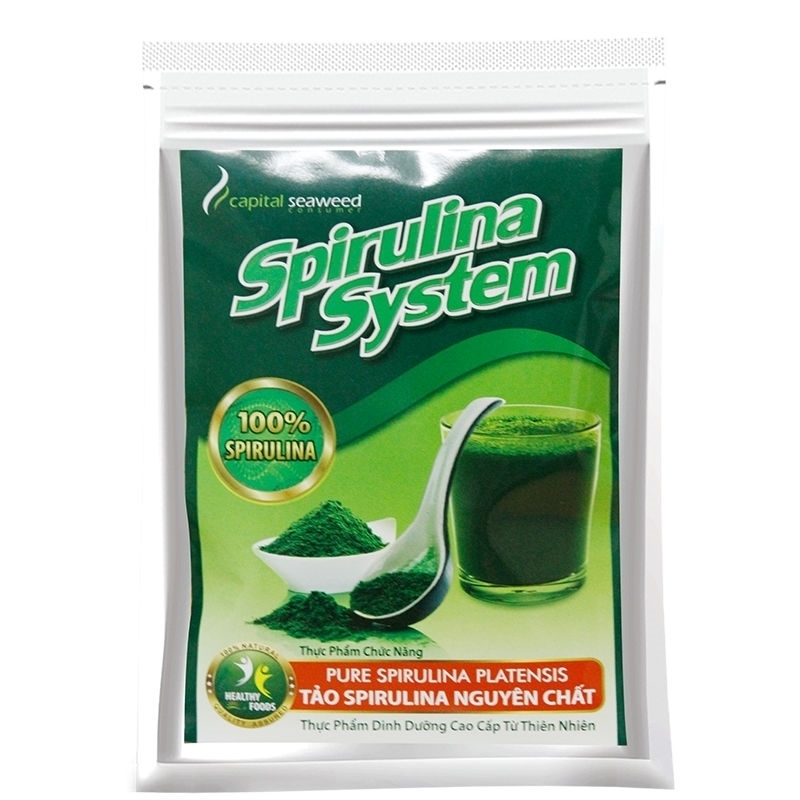 capital seaweed
contumer
Spirulina
System
100%
SPIRULINA
Thực Phẩm Chức Năng
100% NATURAL
HEALTHY
FOODS
QUALITY ASSURED
PURE SPIRULINA PLATENSIS
TẢO SPIRULINA NGUYÊN CHẤT
Thực Phẩm Dinh Dưỡng Cao Cấp Từ Thiên Nhiên